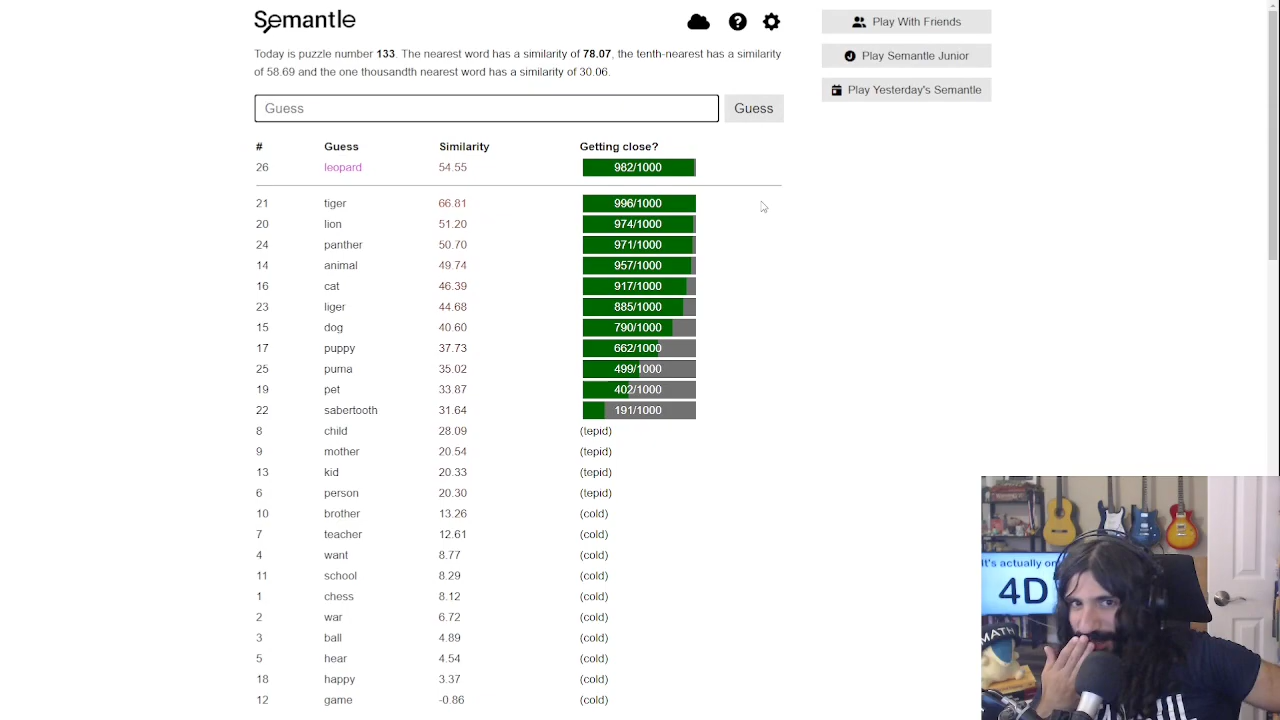 Semantle
Play With Friends
Today is puzzle number 133. The nearest word has a similarity of 78.07, the tenth-nearest has a similarity
of 58.69 and the one thousandth nearest word has a similarity of 30.06.
Play Semantle Junior
Play Yesterday's Semantle
Guess Guess
# Guess Similarity Getting close?
26 leopard 54.55 982/1000
21 tiger 66.81 996/1000
20 lion 51.20 974/1000
24 panther 50.70 971/1000
14 animal 49.74 957/1000
16 cat 46.39 917/1000
23 liger 44.68 885/1000
15 dog 40.60 790/1000
17 puppy 37.73 662/1000
25 puma 35.02 499/1000
19 pet 33.87 402/1000
22 sabertooth 31.64 191/1000
8 child 28.09 (tepid)
9 mother 20.54 (tepid)
13 kid 20.33 (tepid)
6 person 20.30 (tepid)
10 brother 13.26 (cold)
7 teacher 12.61 (cold)
4 want 8.77 (cold)
11 school 8.29 (cold)
1 chess 8.12 (cold)
2 war 6.72 (cold)
3 ball 4.89 (cold)
5 hear 4.54 (cold)
18 happy 3.37 (cold)
12 game -0.86 (cold)
It's actually
4D
MATH